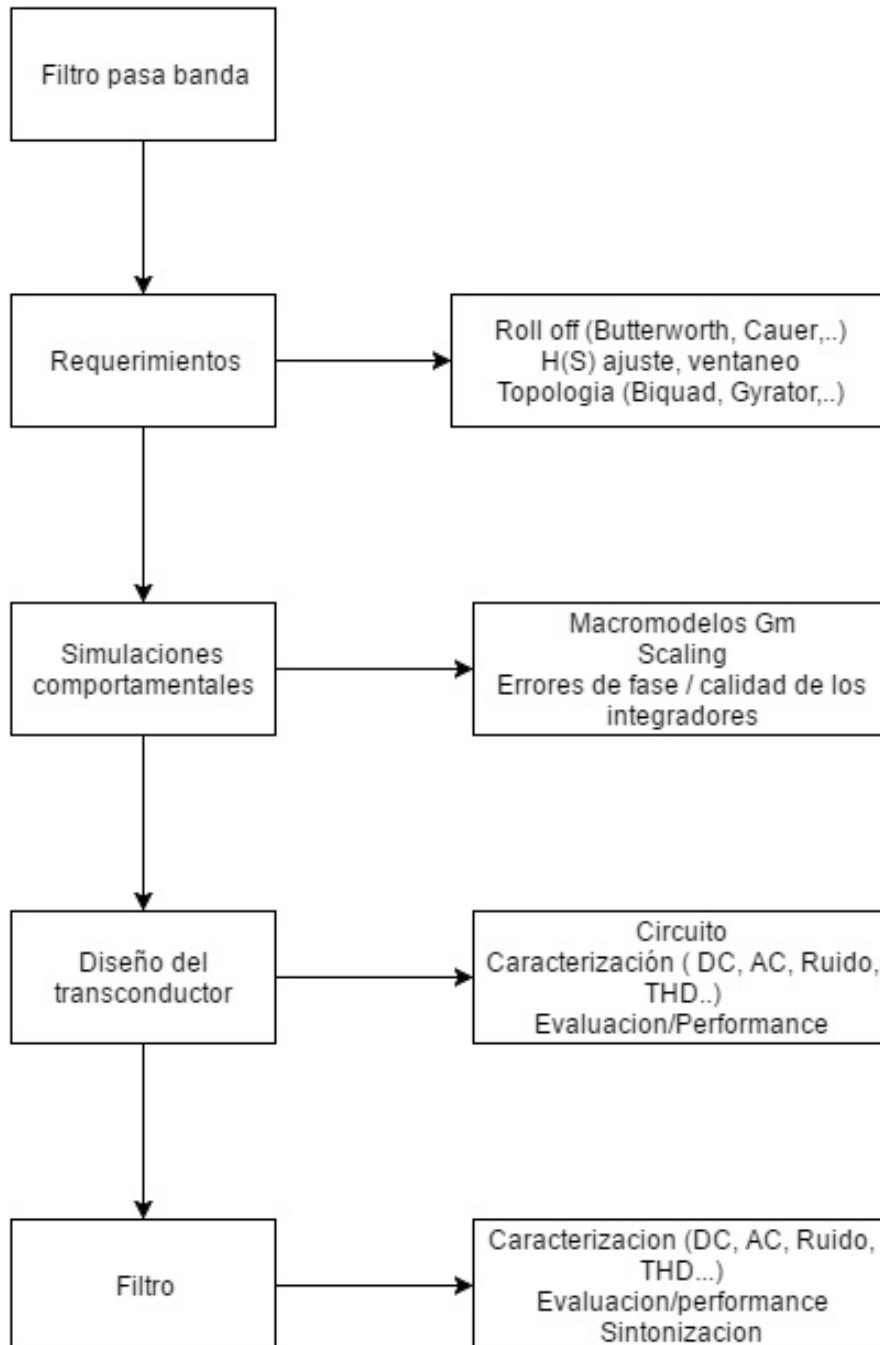 Filtro pasa banda
Requerimientos
Roll off (Butterworth, Cauer,..)
H(S) ajuste, ventaneo
Topologia (Biquad, Gyrator,..)
Simulaciones
comportamentales
Macromodelos Gm
Scaling
Errores de fase / calidad de los
integradores
Diseño del
transconductor
Circuito
Caracterización ( DC, AC, Ruido,
THD..)
Evaluacion/Performance
Filtro
Caracterizacion (DC, AC, Ruido,
THD...)
Evaluacion/performance
Sintonizacion